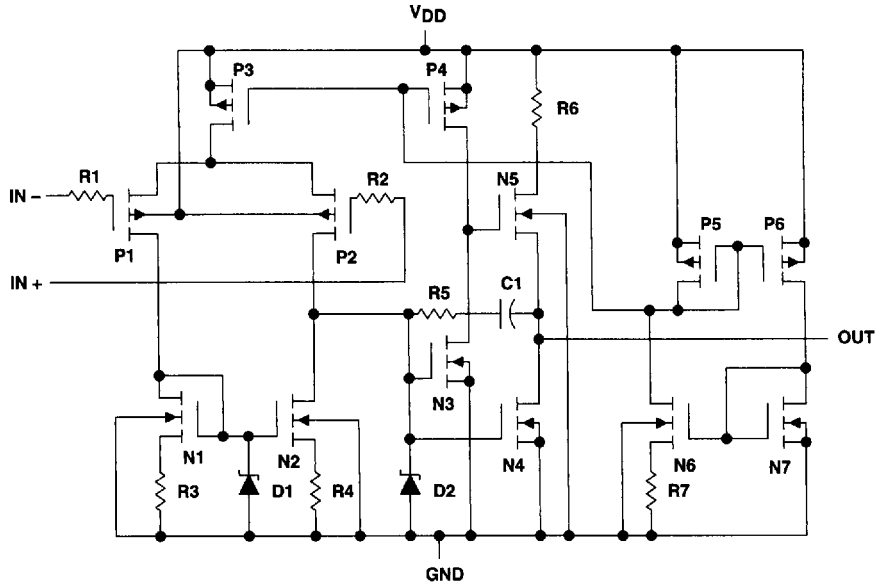 VDD
P3
P4
R6
R1
R2
N5
IN –
P5
P6
P1
P2
IN +
R5
C1
OUT
N3
N1
N2
N4
N6
N7
R3
D1
R4
D2
R7
GND